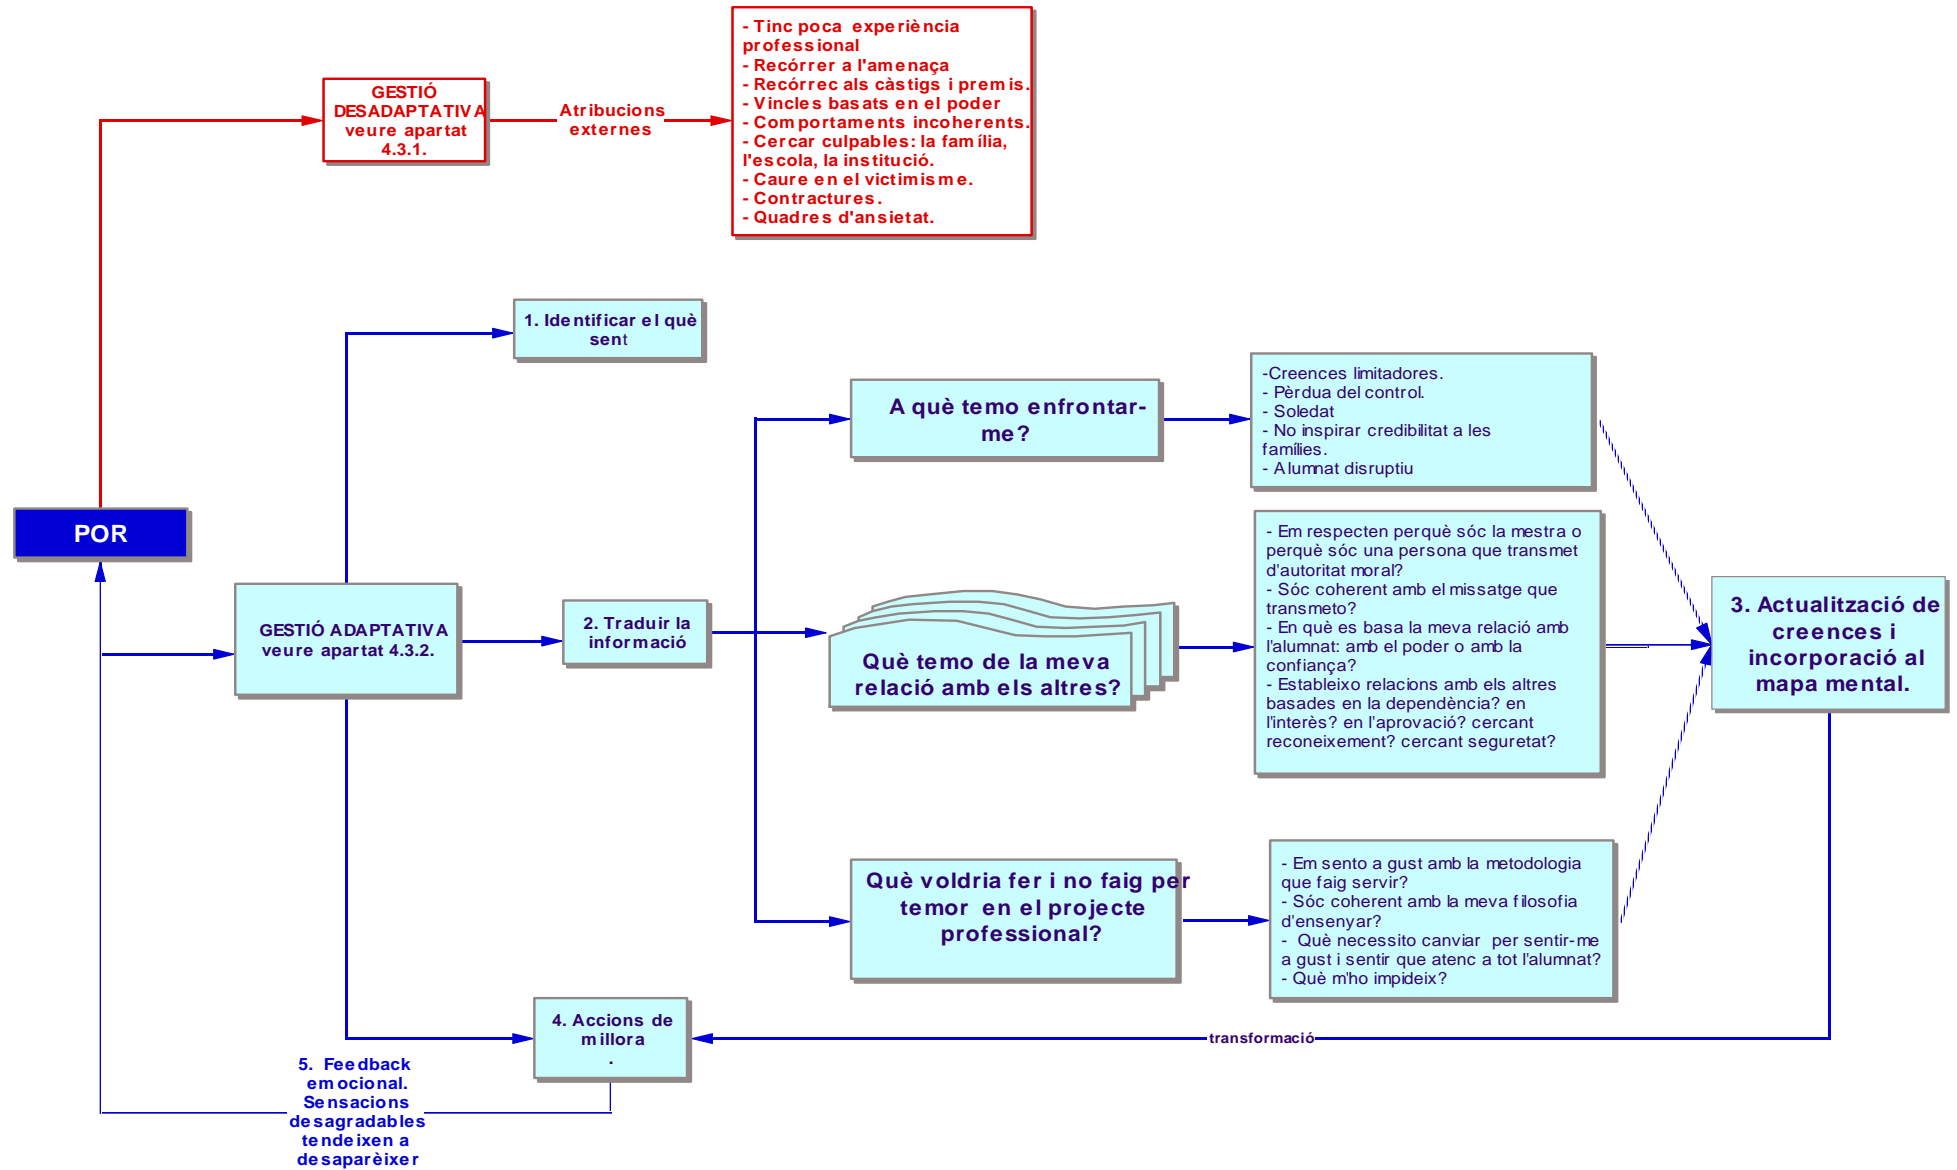 - Tinc poca experiència
professional
- Recórrer a l'amenaça
- Recórrec als càstigs i premis.
- Vincles basats en el poder
- Comportaments incoherents.
- Cercar culpables: la família,
l'escola, la institució.
- Caure en el victimisme.
- Contractures.
- Quadres d'ansietat.
GESTIÓ
DESADAPTATIVA
veure apartat
4.3.1.
Atribucions
externes
1. Identificar el què
sent
A què temo enfrontar-
me?
-Creences limitadores.
- Pèrdua del control.
- Soledat
- No inspirar credibilitat a les
famílies.
- Alumnat disruptiu
POR
GESTIÓ ADAPTATIVA
veure apartat 4.3.2.
2. Traduir la
informació
Què temo de la meva
relació amb els altres?
- Em respecten perquè sóc la mestra o
perquè sóc una persona que transmet
d'autoritat moral?
- Sóc coherent amb el missatge que
transmeto?
- En què es basa la meva relació amb
l'alumnat: amb el poder o amb la
confiança?
- Estableixo relacions amb els altres
basades en la dependència? en
l'interès? en l'aprovació? cercant
reconeixement? cercant seguretat?
3. Actualització de
creences i
incorporació al
mapa mental.
Què voldria fer i no faig per
temor en el projecte
professional?
- Em sento a gust amb la metodologia
que faig servir?
- Sóc coherent amb la meva filosofia
d'ensenyar?
- Què necessito canviar per sentir-me
a gust i sentir que atenc a tot l'alumnat?
- Què m'ho impideix?
4. Accions de
millora
.
transformació
5. Feedback
emocional.
Sensacions
desagradables
tendeixen a
desaparèixer